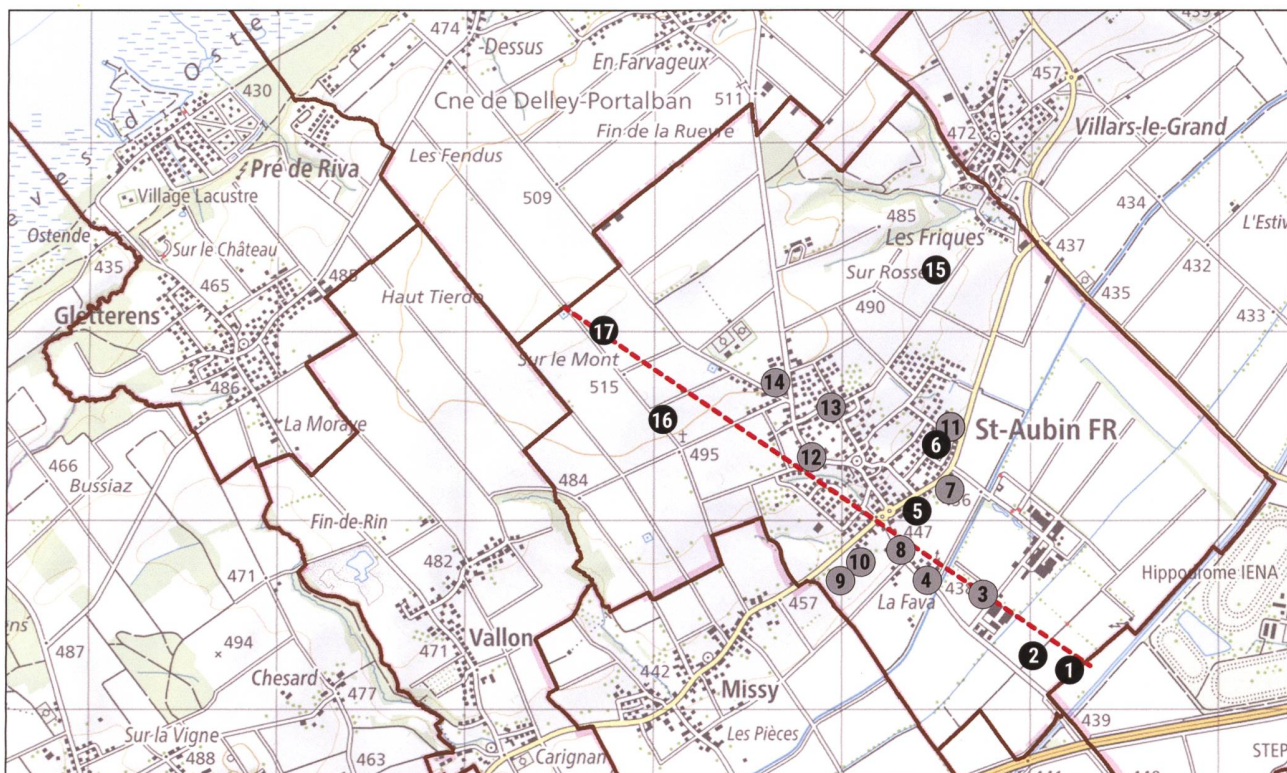 474
Dessus
En Farvageux
439
457
430
Cne de Delley-Portalban
511
Fin de la Rueyre
472
Villars-le-Grand
Les Fendus
Pré de Riva
Village Lacustre
509
434
485
L'Estiv
Ostende
Sur le Château
Les Friques
437
435
465
488
Sur Rosset
15
432
435
Haut Tierdo
490
Gletterens
17
433
Sur le Mont
486
515
14
13
La Moraye
16
11
St-Aubin FR
6
495
12
466
Bussiaz
484
7
5
Fin-de-Rin
447
8
482
10
Hippodrome IENA
471
9
4
438
3
457
La Fava
487
494
Vallon
471
2
1
Chesard
442
Missy
477
439
Sur la Vigne
Les Pièces
488
463
Carignan
STEP
441
440